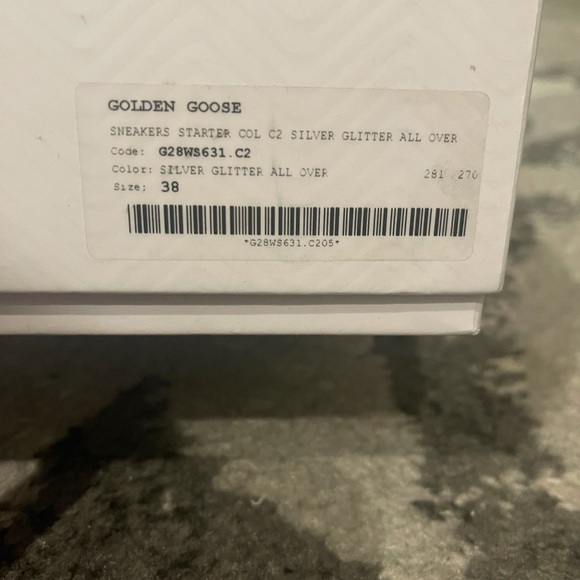 GOLDEN GOOSE
SNEAKERS STARTER COL C2 SILVER GLITTER ALL OVER
Code: G28WS631.C2
Color: SILVER GLITTER ALL OVER 281 270
Size; 38
*G28WS631.C205*